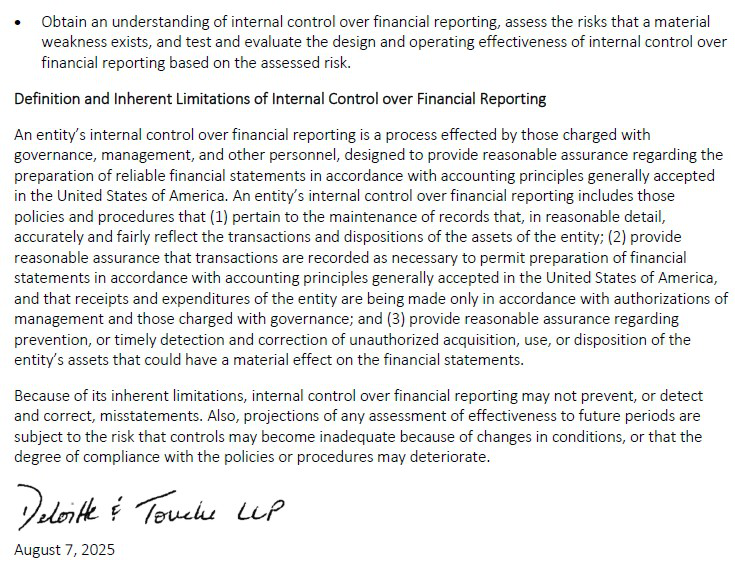 • Obtain an understanding of internal control over financial reporting, assess the risks that a material
weakness exists, and test and evaluate the design and operating effectiveness of internal control over
financial reporting based on the assessed risk.
Definition and Inherent Limitations of Internal Control over Financial Reporting
An entity’s internal control over financial reporting is a process effected by those charged with
governance, management, and other personnel, designed to provide reasonable assurance regarding the
preparation of reliable financial statements in accordance with accounting principles generally accepted
in the United States of America. An entity’s internal control over financial reporting includes those
policies and procedures that (1) pertain to the maintenance of records that, in reasonable detail,
accurately and fairly reflect the transactions and dispositions of the assets of the entity; (2) provide
reasonable assurance that transactions are recorded as necessary to permit preparation of financial
statements in accordance with accounting principles generally accepted in the United States of America,
and that receipts and expenditures of the entity are being made only in accordance with authorizations of
management and those charged with governance; and (3) provide reasonable assurance regarding
prevention, or timely detection and correction of unauthorized acquisition, use, or disposition of the
entity’s assets that could have a material effect on the financial statements.
Because of its inherent limitations, internal control over financial reporting may not prevent, or detect
and correct, misstatements. Also, projections of any assessment of effectiveness to future periods are
subject to the risk that controls may become inadequate because of changes in conditions, or that the
degree of compliance with the policies or procedures may deteriorate.
Deloitte & Touche LLP
August 7, 2025